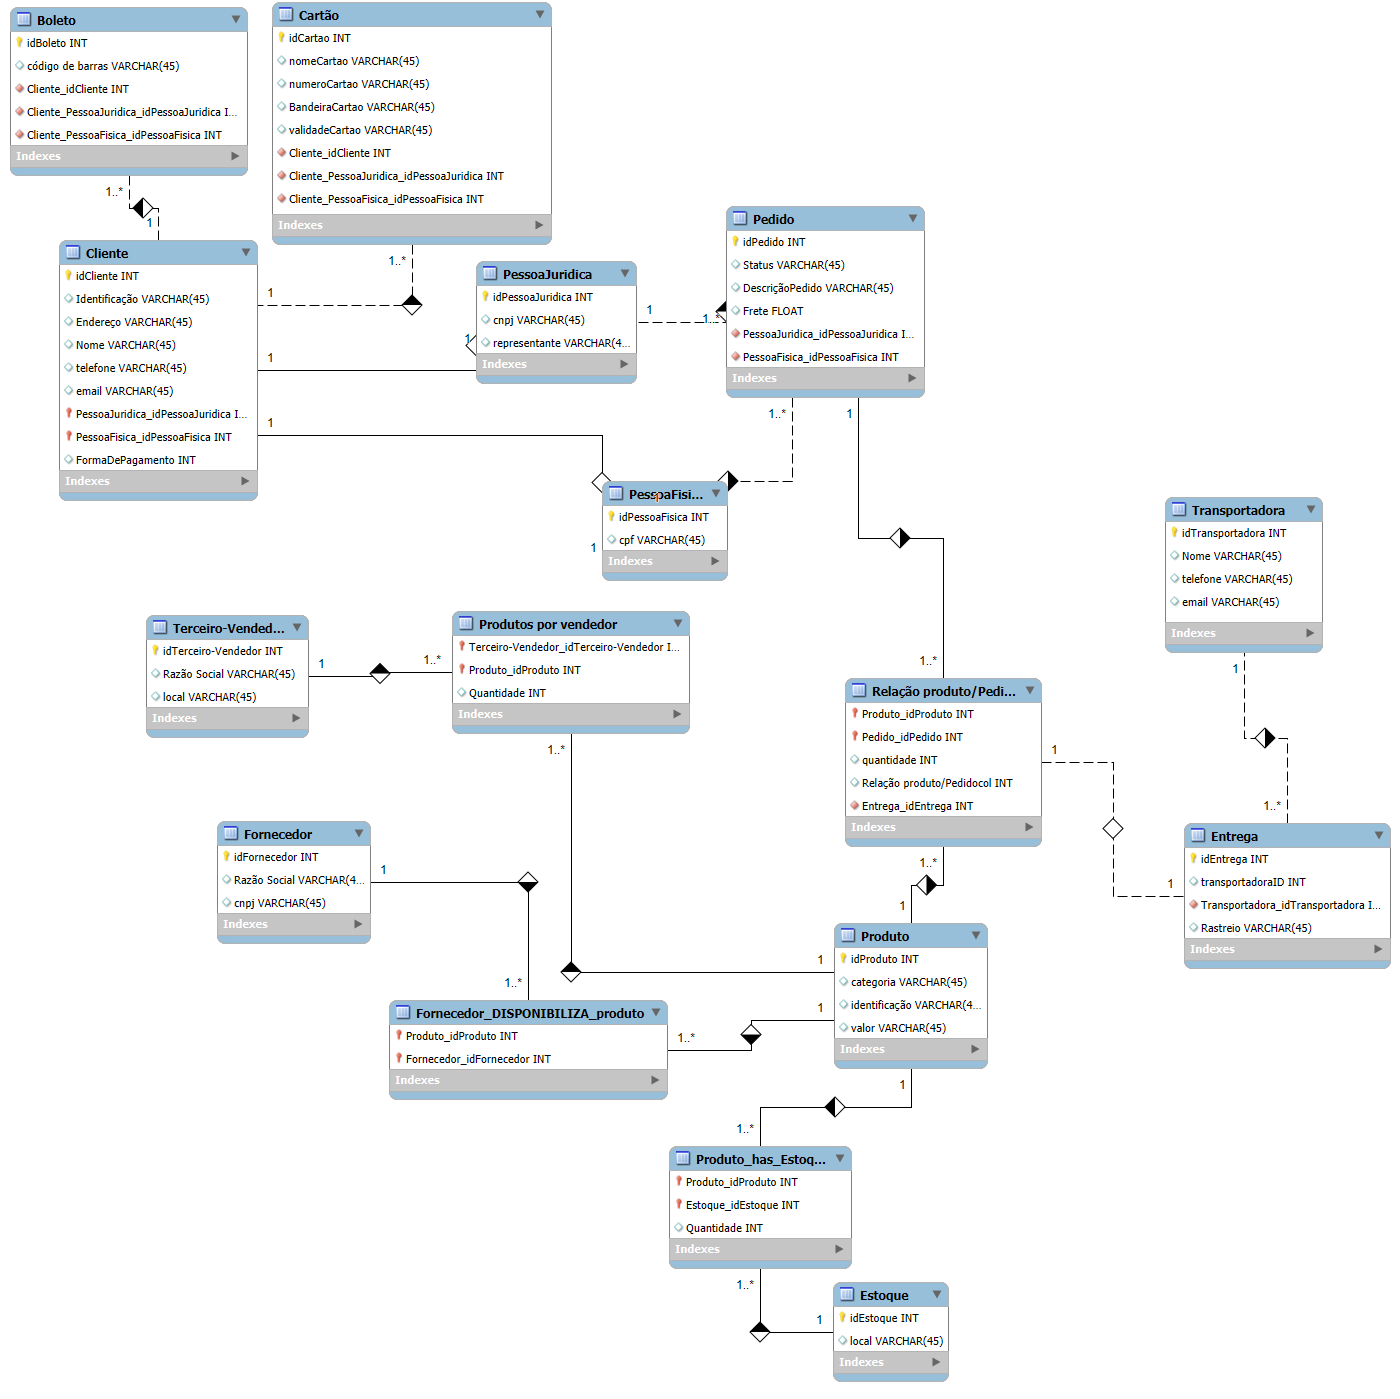 Boleto
idBoleto INT
código de barras VARCHAR(45)
Cliente_idCliente INT
Cliente_PessoaJuridica_idPessoaJuridica I...
Cliente_PessoaFisica_idPessoaFisica INT
Indexes
1..*
1
Cartão
idCartao INT
nomeCartao VARCHAR(45)
numeroCartao VARCHAR(45)
BandeiraCartao VARCHAR(45)
validadeCartao VARCHAR(45)
Cliente_idCliente INT
Cliente_PessoaJuridica_idPessoaJuridica INT
Cliente_PessoaFisica_idPessoaFisica INT
Indexes
1..*
1
Cliente
idCliente INT
Identificação VARCHAR(45)
Endereço VARCHAR(45)
Nome VARCHAR(45)
telefone VARCHAR(45)
email VARCHAR(45)
PessoaJuridica_idPessoaJuridica I...
PessoaFisica_idPessoaFisica INT
FormaDePagamento INT
Indexes
1
1
1
PessoaJuridica
idPessoaJuridica INT
cnpj VARCHAR(45)
representante VARCHAR(4...
Indexes
1
1..*
Pedido
idPedido INT
Status VARCHAR(45)
DescriçãoPedido VARCHAR(45)
Frete FLOAT
PessoaJuridica_idPessoaJuridica I...
PessoaFisica_idPessoaFisica INT
Indexes
1..*
1
PessoaFisi...
idPessoaFisica INT
cpf VARCHAR(45)
Indexes
1
Transportadora
idTransportadora INT
Nome VARCHAR(45)
telefone VARCHAR(45)
email VARCHAR(45)
Indexes
1
1..*
Terceiro-Vended...
idTerceiro-Vendedor INT
Razão Social VARCHAR(45)
local VARCHAR(45)
Indexes
1
1..*
Produtos por vendedor
Terceiro-Vendedor_idTerceiro-Vendedor I...
Produto_idProduto INT
Quantidade INT
Indexes
1..*
1..*
Relação produto/Pedi...
Produto_idProduto INT
Pedido_idPedido INT
quantidade INT
Relação produto/Pedidocol INT
Entrega_idEntrega INT
Indexes
1
1..*
1
Entrega
idEntrega INT
transportadoraID INT
Transportadora_idTransportadora I...
Rastreio VARCHAR(45)
Indexes
1
Fornecedor
idFornecedor INT
Razão Social VARCHAR(4...
cnpj VARCHAR(45)
Indexes
1
1..*
Produto
idProduto INT
categoria VARCHAR(45)
identificação VARCHAR(4...
valor VARCHAR(45)
Indexes
1
1
1
Fornecedor_DISPONIBILIZA_produto
Produto_idProduto INT
Fornecedor_idFornecedor INT
Indexes
1..*
1..*
Produto_has_Estoq...
Produto_idProduto INT
Estoque_idEstoque INT
Quantidade INT
Indexes
1..*
1
Estoque
idEstoque INT
local VARCHAR(45)
Indexes